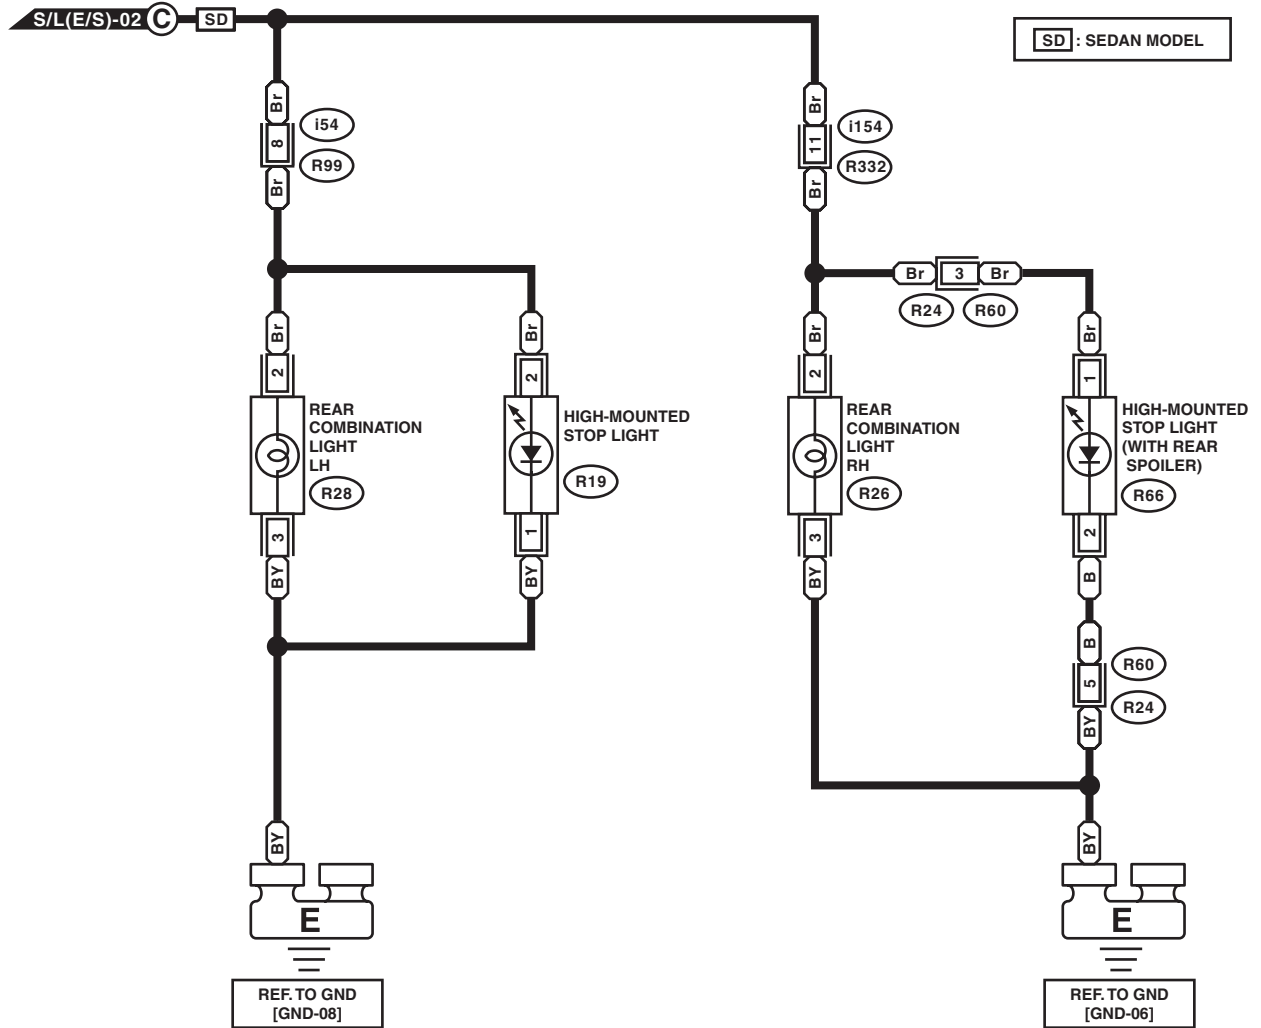 S/L(E/S)-02 C SD
SD : SEDAN MODEL
Br
8
Br
i54
R99
Br
11
Br
i154
R332
Br 3 Br
R24 R60
Br
2
REAR
COMBINATION
LIGHT
LH
R28
3
BY
Br
2
HIGH-MOUNTED
STOP LIGHT
R19
1
BY
Br
2
REAR
COMBINATION
LIGHT
RH
R26
3
BY
Br
1
HIGH-MOUNTED
STOP LIGHT
(WITH REAR
SPOILER)
R66
2
B
B
5
BY
R60
R24
BY
E
REF. TO GND
[GND-08]
BY
E
REF. TO GND
[GND-06]